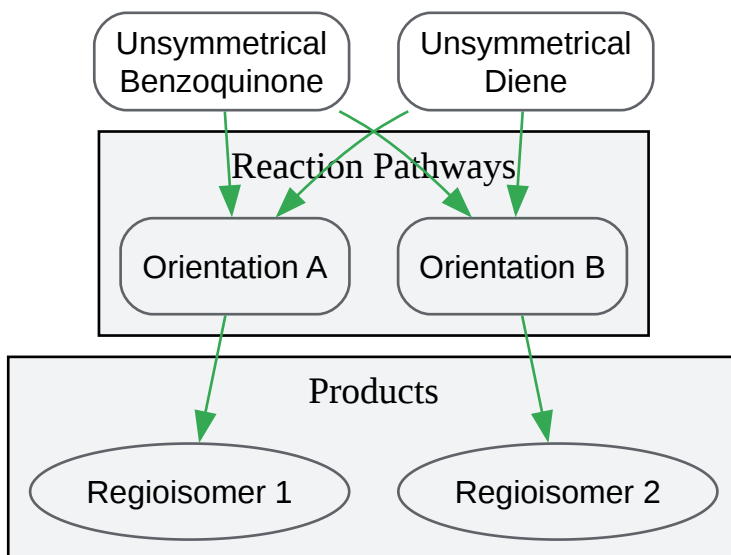 Unsymmetrical
Benzoquinone
Unsymmetrical
Diene
Reaction Pathways
Orientation A
Orientation B
Products
Regioisomer 1
Regioisomer 2